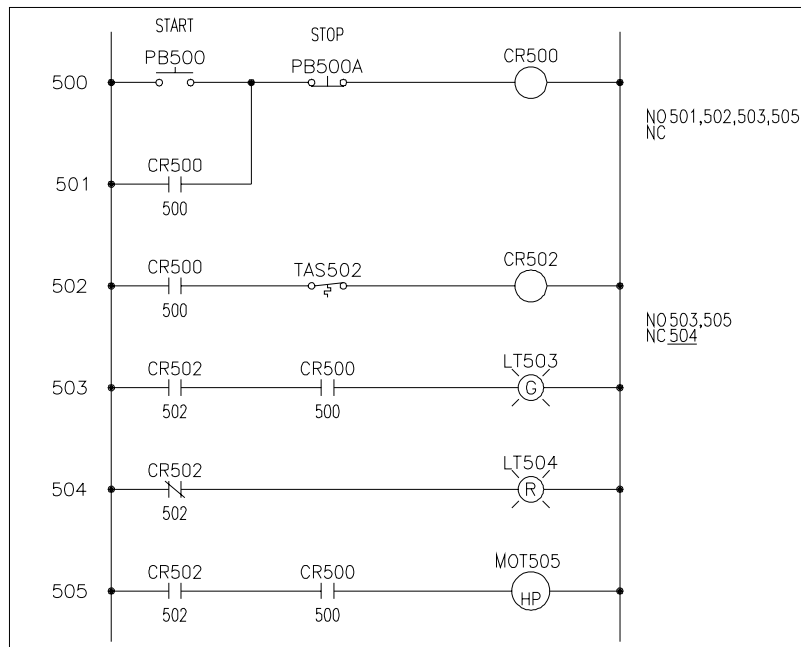 START
STOP
PB500
PB500A
CR500
500
NO 501,502,503,505
NC
CR500
501
500
CR500
TAS502
CR502
502
500
NO 503,505
NC 504
CR502
CR500
LT503
503
G
502
500
CR502
LT504
504
R
502
CR502
CR500
MOT505
505
HP
502
500